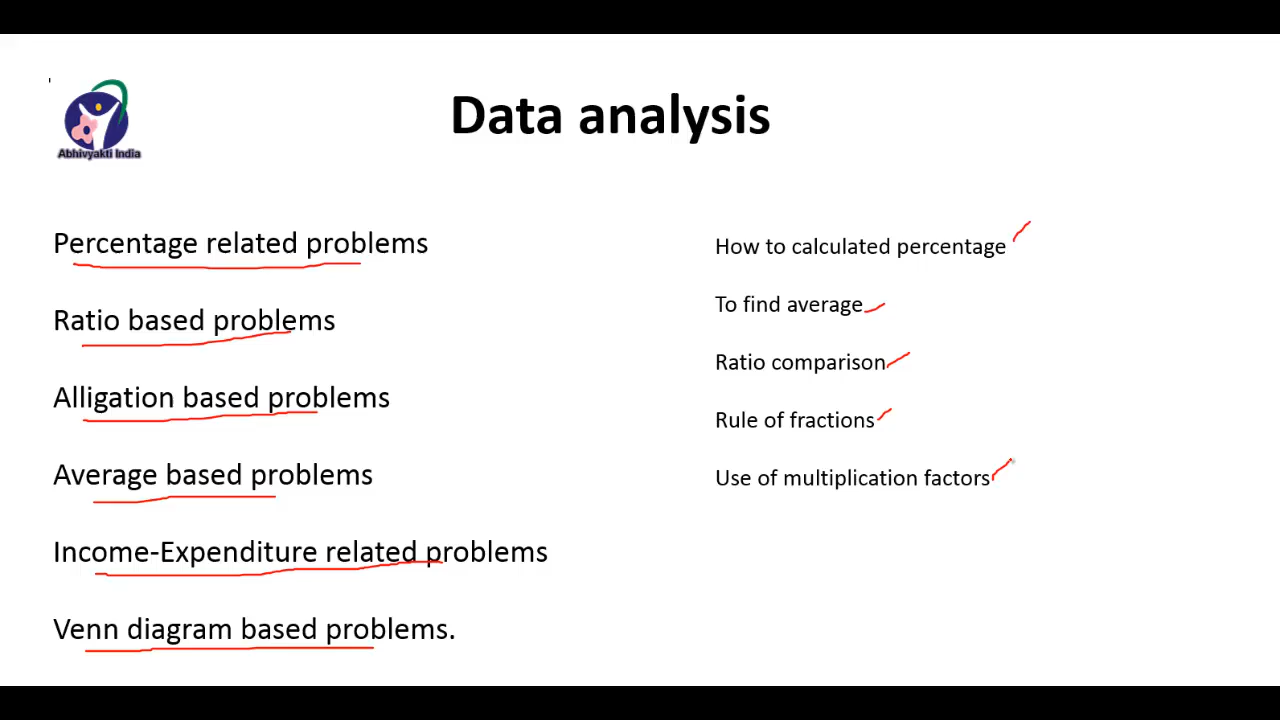 Data analysis
Abhivyakti India
Percentage related problems
Ratio based problems
Alligation based problems
Average based problems
Income-Expenditure related problems
Venn diagram based problems.
How to calculated percentage
To find average
Ratio comparison
Rule of fractions
Use of multiplication factors